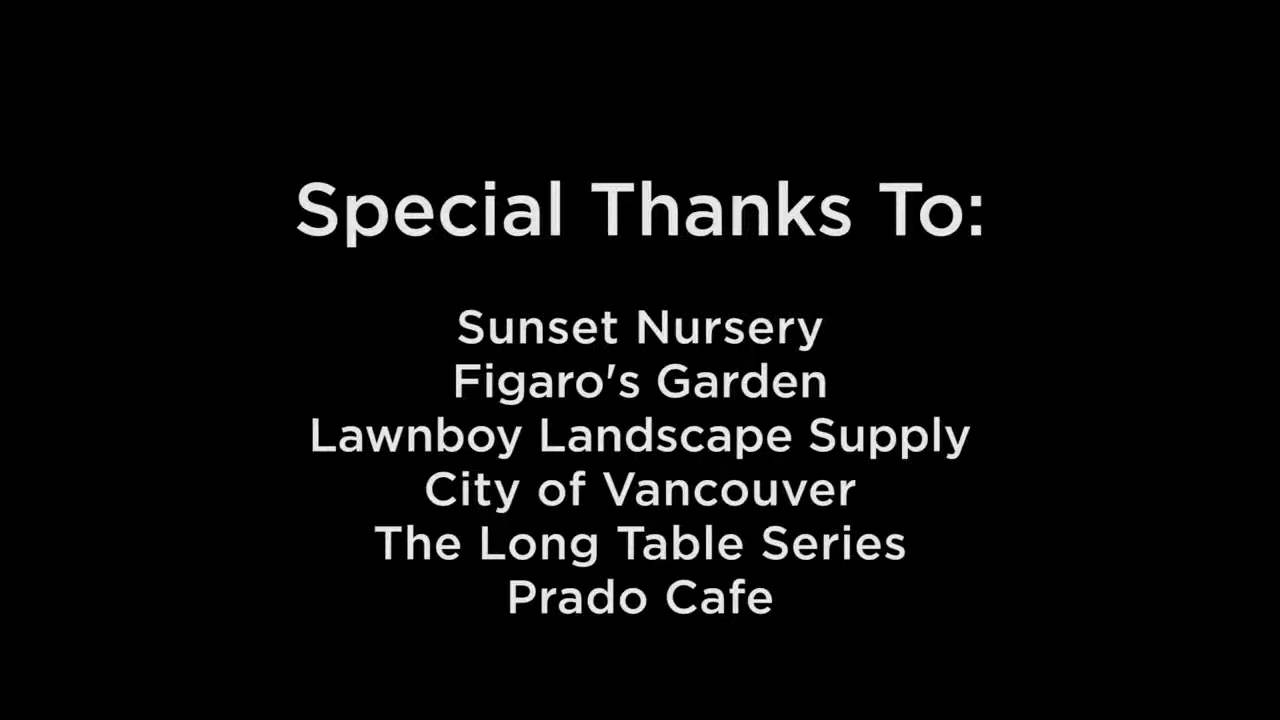 Special Thanks To:
Sunset Nursery
Figaro's Garden
Lawnboy Landscape Supply
City of Vancouver
The Long Table Series
Prado Cafe